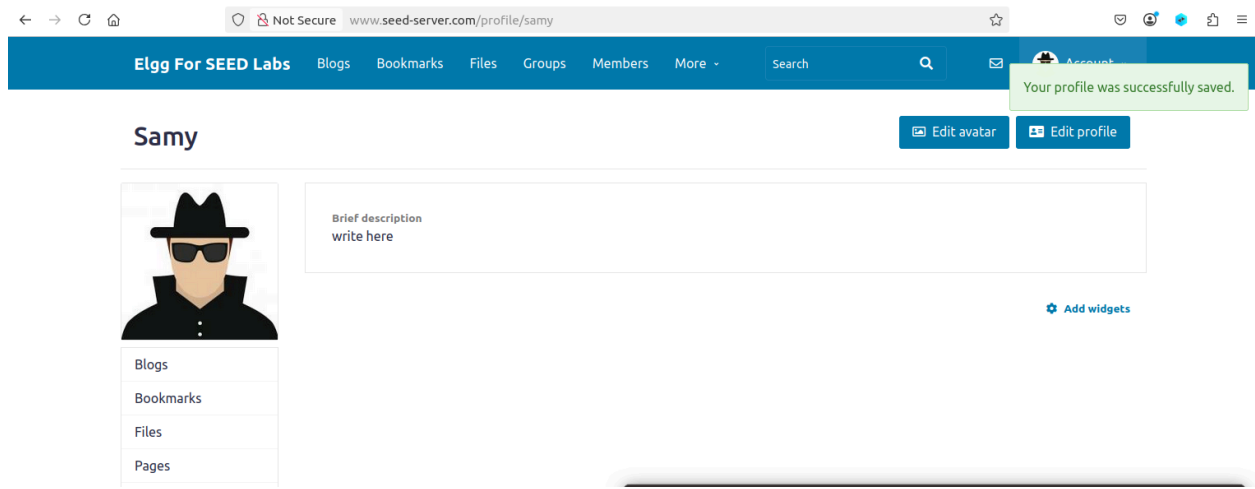 Not Secure www.seed-server.com/profile/samy
Elgg For SEED Labs Blogs Bookmarks Files Groups Members More Search Account
Your profile was successfully saved.
Samy Edit avatar Edit profile
Brief description
write here
Add widgets
Blogs
Bookmarks
Files
Pages